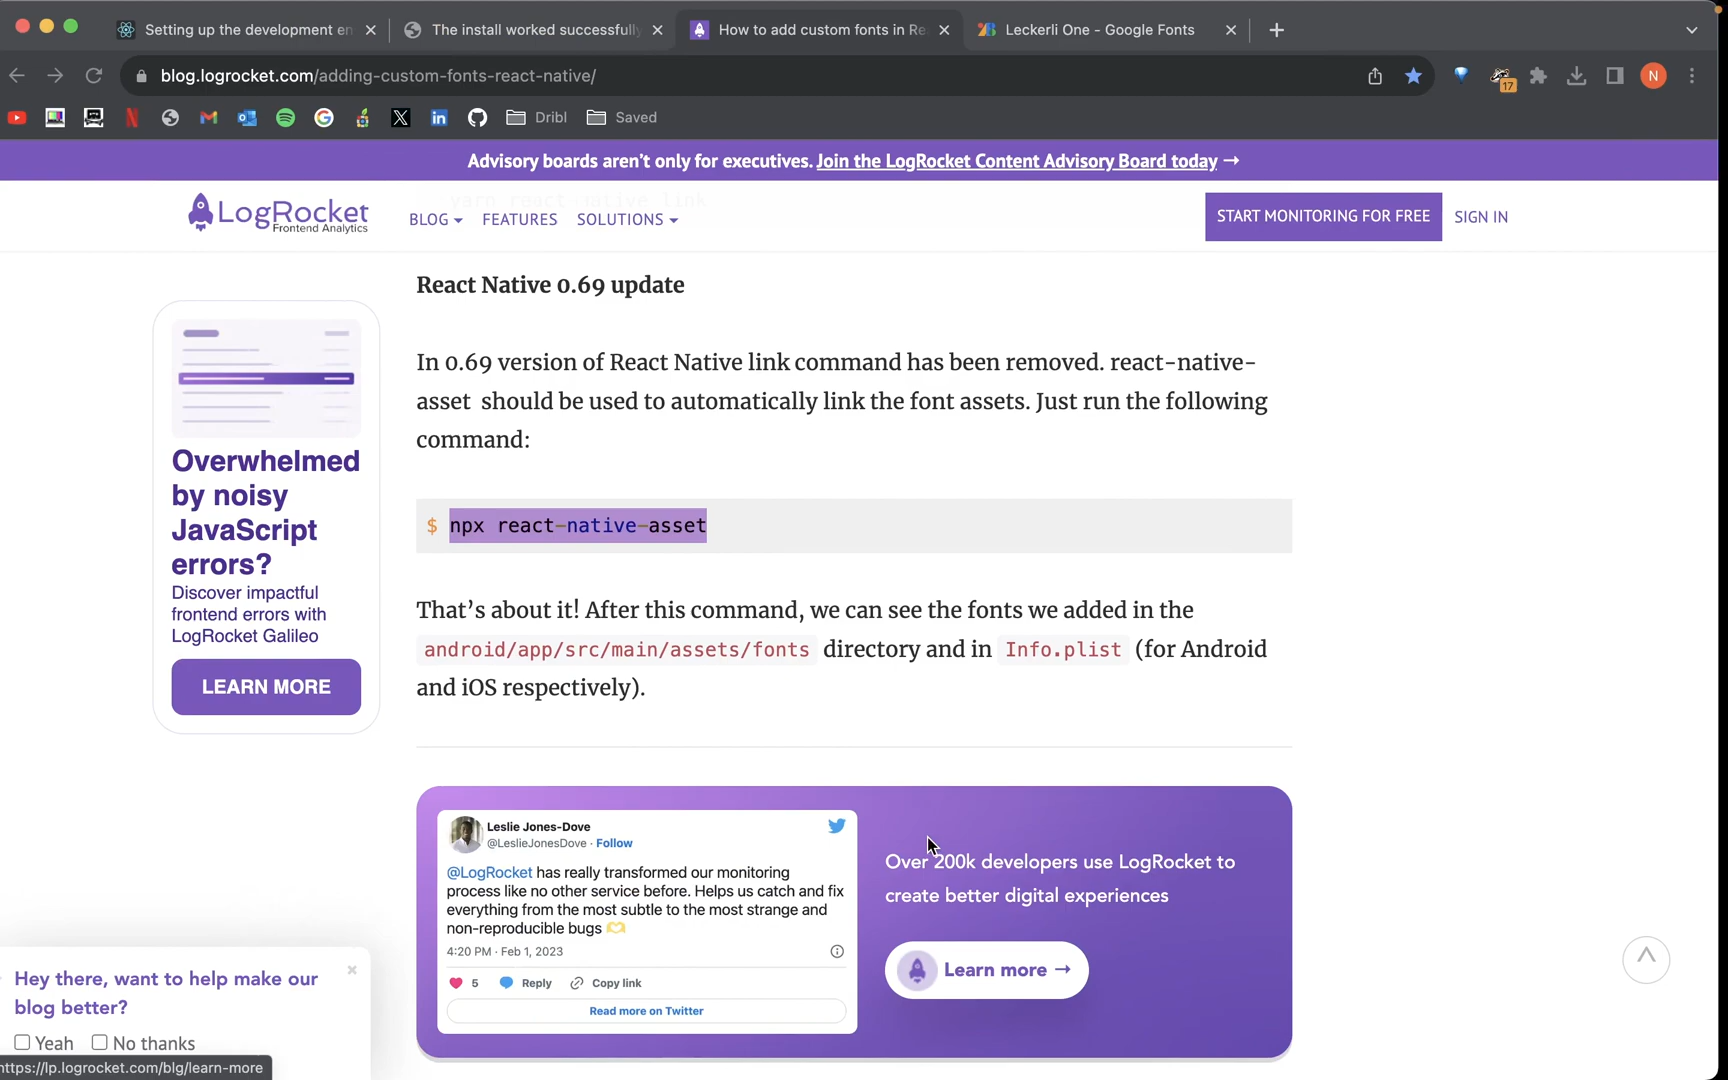 Setting up the development en
The install worked successfully
How to add custom fonts in Re
Leckerli One - Google Fonts
blog.logrocket.com/adding-custom-fonts-react-native/
17
N
Dribl
Saved
Advisory boards aren’t only for executives. Join the LogRocket Content Advisory Board today →
yarn react-native link
LogRocket
Frontend Analytics
BLOG
FEATURES
SOLUTIONS
START MONITORING FOR FREE
SIGN IN
React Native 0.69 update
In 0.69 version of React Native link command has been removed. react-native-
asset should be used to automatically link the font assets. Just run the following
command:
$ npx react-native-asset
That’s about it! After this command, we can see the fonts we added in the
android/app/src/main/assets/fonts directory and in Info.plist (for Android
and iOS respectively).
Overwhelmed
by noisy
JavaScript
errors?
Discover impactful
frontend errors with
LogRocket Galileo
LEARN MORE
Leslie Jones-Dove
@LeslieJonesDove · Follow
@LogRocket has really transformed our monitoring
process like no other service before. Helps us catch and fix
everything from the most subtle to the most strange and
non-reproducible bugs 🫶
4:20 PM · Feb 1, 2023
5 Reply Copy link
Read more on Twitter
Over 200k developers use LogRocket to
create better digital experiences
Learn more →
Hey there, want to help make our
blog better?
Yeah No thanks
https://lp.logrocket.com/blg/learn-more